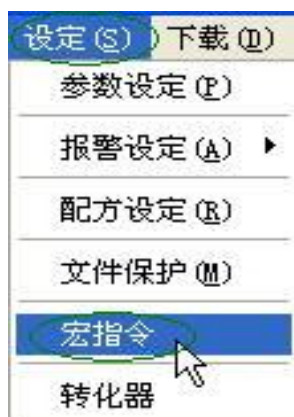 设定(S) 下载(D)
参数设定(P)
报警设定(A)
配方设定(R)
文件保护(M)
宏指令
转化器